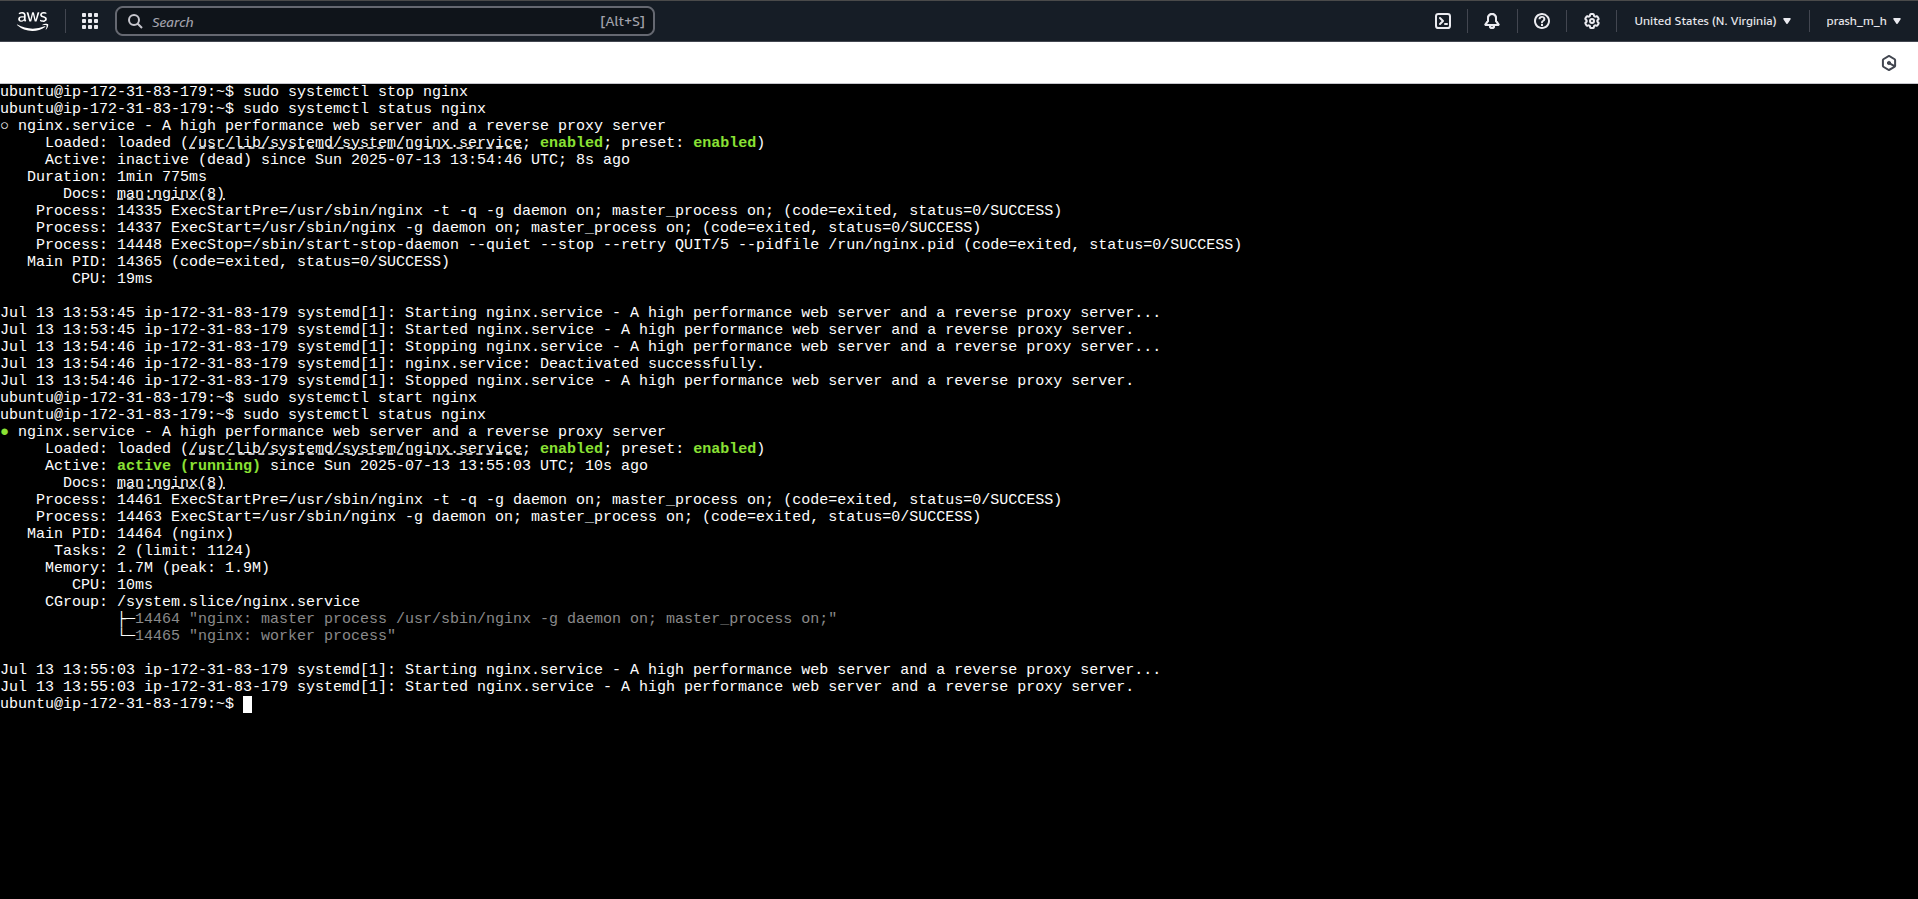 aws
Search [Alt+S]
United States (N. Virginia) prash_m_h
ubuntu@ip-172-31-83-179:~$ sudo systemctl stop nginx
ubuntu@ip-172-31-83-179:~$ sudo systemctl status nginx
○ nginx.service - A high performance web server and a reverse proxy server
Loaded: loaded (/usr/lib/systemd/system/nginx.service; enabled; preset: enabled)
Active: inactive (dead) since Sun 2025-07-13 13:54:46 UTC; 8s ago
Duration: 1min 775ms
Docs: man:nginx(8)
Process: 14335 ExecStartPre=/usr/sbin/nginx -t -q -g daemon on; master_process on; (code=exited, status=0/SUCCESS)
Process: 14337 ExecStart=/usr/sbin/nginx -g daemon on; master_process on; (code=exited, status=0/SUCCESS)
Process: 14448 ExecStop=/sbin/start-stop-daemon --quiet --stop --retry QUIT/5 --pidfile /run/nginx.pid (code=exited, status=0/SUCCESS)
Main PID: 14365 (code=exited, status=0/SUCCESS)
CPU: 19ms
Jul 13 13:53:45 ip-172-31-83-179 systemd[1]: Starting nginx.service - A high performance web server and a reverse proxy server...
Jul 13 13:53:45 ip-172-31-83-179 systemd[1]: Started nginx.service - A high performance web server and a reverse proxy server.
Jul 13 13:54:46 ip-172-31-83-179 systemd[1]: Stopping nginx.service - A high performance web server and a reverse proxy server...
Jul 13 13:54:46 ip-172-31-83-179 systemd[1]: nginx.service: Deactivated successfully.
Jul 13 13:54:46 ip-172-31-83-179 systemd[1]: Stopped nginx.service - A high performance web server and a reverse proxy server.
ubuntu@ip-172-31-83-179:~$ sudo systemctl start nginx
ubuntu@ip-172-31-83-179:~$ sudo systemctl status nginx
● nginx.service - A high performance web server and a reverse proxy server
Loaded: loaded (/usr/lib/systemd/system/nginx.service; enabled; preset: enabled)
Active: active (running) since Sun 2025-07-13 13:55:03 UTC; 10s ago
Docs: man:nginx(8)
Process: 14461 ExecStartPre=/usr/sbin/nginx -t -q -g daemon on; master_process on; (code=exited, status=0/SUCCESS)
Process: 14463 ExecStart=/usr/sbin/nginx -g daemon on; master_process on; (code=exited, status=0/SUCCESS)
Main PID: 14464 (nginx)
Tasks: 2 (limit: 1124)
Memory: 1.7M (peak: 1.9M)
CPU: 10ms
CGroup: /system.slice/nginx.service
├─14464 "nginx: master process /usr/sbin/nginx -g daemon on; master_process on;"
└─14465 "nginx: worker process"
Jul 13 13:55:03 ip-172-31-83-179 systemd[1]: Starting nginx.service - A high performance web server and a reverse proxy server...
Jul 13 13:55:03 ip-172-31-83-179 systemd[1]: Started nginx.service - A high performance web server and a reverse proxy server.
ubuntu@ip-172-31-83-179:~$